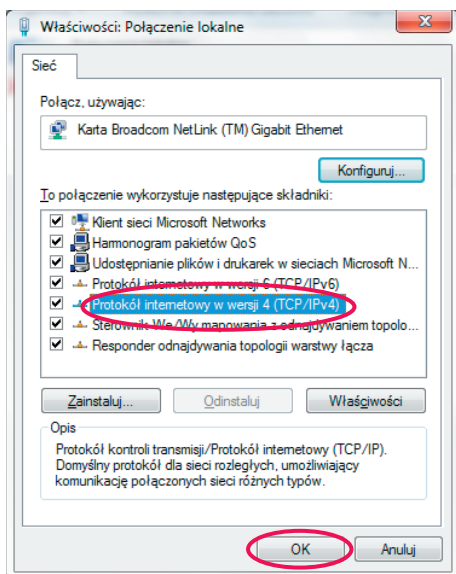 Właściwości: Połączenie lokalne
Sieć
Połącz, używając:
Karta Broadcom NetLink (TM) Gigabit Ethernet
Konfiguruj...
To połączenie wykorzystuje następujące składniki:
Klient sieci Microsoft Networks
Harmonogram pakietów QoS
Udostępnianie plików i drukarek w sieciach Microsoft N...
Protokół internetowy w wersji 6 (TCP/IPv6)
Protokół internetowy w wersji 4 (TCP/IPv4)
Sterownik We/Wy mapowania z odnajdywaniem topolo...
Responder odnajdywania topologii warstwy łącza
Zainstaluj... Odinstaluj Właściwości
Opis
Protokół kontroli transmisji/Protokół internetowy (TCP/IP).
Domyślny protokół dla sieci rozległych, umożliwiający
komunikację połączonych sieci różnych typów.
OK Anuluj